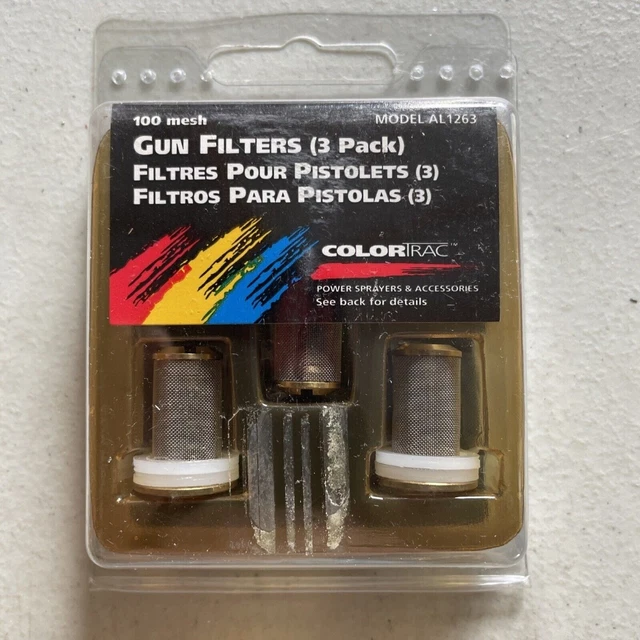 100 mesh
MODEL AL1263
GUN FILTERS (3 Pack)
FILTRES POUR PISTOLETS (3)
FILTROS PARA PISTOLAS (3)
COLORTRAC™
POWER SPRAYERS & ACCESSORIES
See back for details